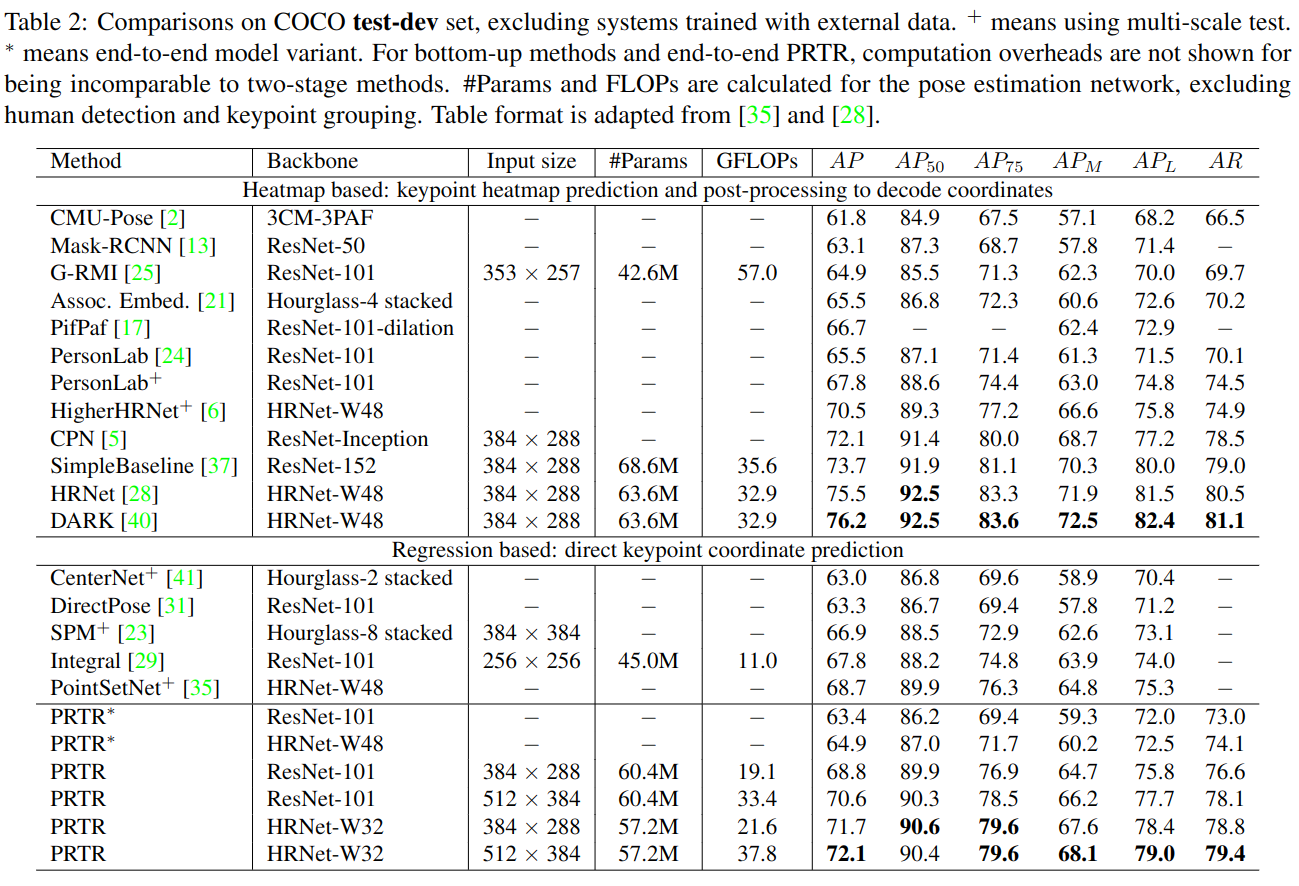 Table 2: Comparisons on COCO test-dev set, excluding systems trained with external data. + means using multi-scale test.
* means end-to-end model variant. For bottom-up methods and end-to-end PRTR, computation overheads are not shown for
being incomparable to two-stage methods. #Params and FLOPs are calculated for the pose estimation network, excluding
human detection and keypoint grouping. Table format is adapted from [35] and [28].
Method Backbone Input size #Params GFLOPs AP AP50 AP75 APM APL AR
Heatmap based: keypoint heatmap prediction and post-processing to decode coordinates
CMU-Pose [2] 3CM-3PAF − − − 61.8 84.9 67.5 57.1 68.2 66.5
Mask-RCNN [13] ResNet-50 − − − 63.1 87.3 68.7 57.8 71.4 −
G-RMI [25] ResNet-101 353 × 257 42.6M 57.0 64.9 85.5 71.3 62.3 70.0 69.7
Assoc. Embed. [21] Hourglass-4 stacked − − − 65.5 86.8 72.3 60.6 72.6 70.2
PifPaf [17] ResNet-101-dilation − − − 66.7 − − 62.4 72.9 −
PersonLab [24] ResNet-101 − − − 65.5 87.1 71.4 61.3 71.5 70.1
PersonLab+ ResNet-101 − − − 67.8 88.6 74.4 63.0 74.8 74.5
HigherHRNet+ [6] HRNet-W48 − − − 70.5 89.3 77.2 66.6 75.8 74.9
CPN [5] ResNet-Inception 384 × 288 − − 72.1 91.4 80.0 68.7 77.2 78.5
SimpleBaseline [37] ResNet-152 384 × 288 68.6M 35.6 73.7 91.9 81.1 70.3 80.0 79.0
HRNet [28] HRNet-W48 384 × 288 63.6M 32.9 75.5 92.5 83.3 71.9 81.5 80.5
DARK [40] HRNet-W48 384 × 288 63.6M 32.9 76.2 92.5 83.6 72.5 82.4 81.1
Regression based: direct keypoint coordinate prediction
CenterNet+ [41] Hourglass-2 stacked − − − 63.0 86.8 69.6 58.9 70.4 −
DirectPose [31] ResNet-101 − − − 63.3 86.7 69.4 57.8 71.2 −
SPM+ [23] Hourglass-8 stacked 384 × 384 − − 66.9 88.5 72.9 62.6 73.1 −
Integral [29] ResNet-101 256 × 256 45.0M 11.0 67.8 88.2 74.8 63.9 74.0 −
PointSetNet+ [35] HRNet-W48 − − − 68.7 89.9 76.3 64.8 75.3 −
PRTR* ResNet-101 − − − 63.4 86.2 69.4 59.3 72.0 73.0
PRTR* HRNet-W48 − − − 64.9 87.0 71.7 60.2 72.5 74.1
PRTR ResNet-101 384 × 288 60.4M 19.1 68.8 89.9 76.9 64.7 75.8 76.6
PRTR ResNet-101 512 × 384 60.4M 33.4 70.6 90.3 78.5 66.2 77.7 78.1
PRTR HRNet-W32 384 × 288 57.2M 21.6 71.7 90.6 79.6 67.6 78.4 78.8
PRTR HRNet-W32 512 × 384 57.2M 37.8 72.1 90.4 79.6 68.1 79.0 79.4